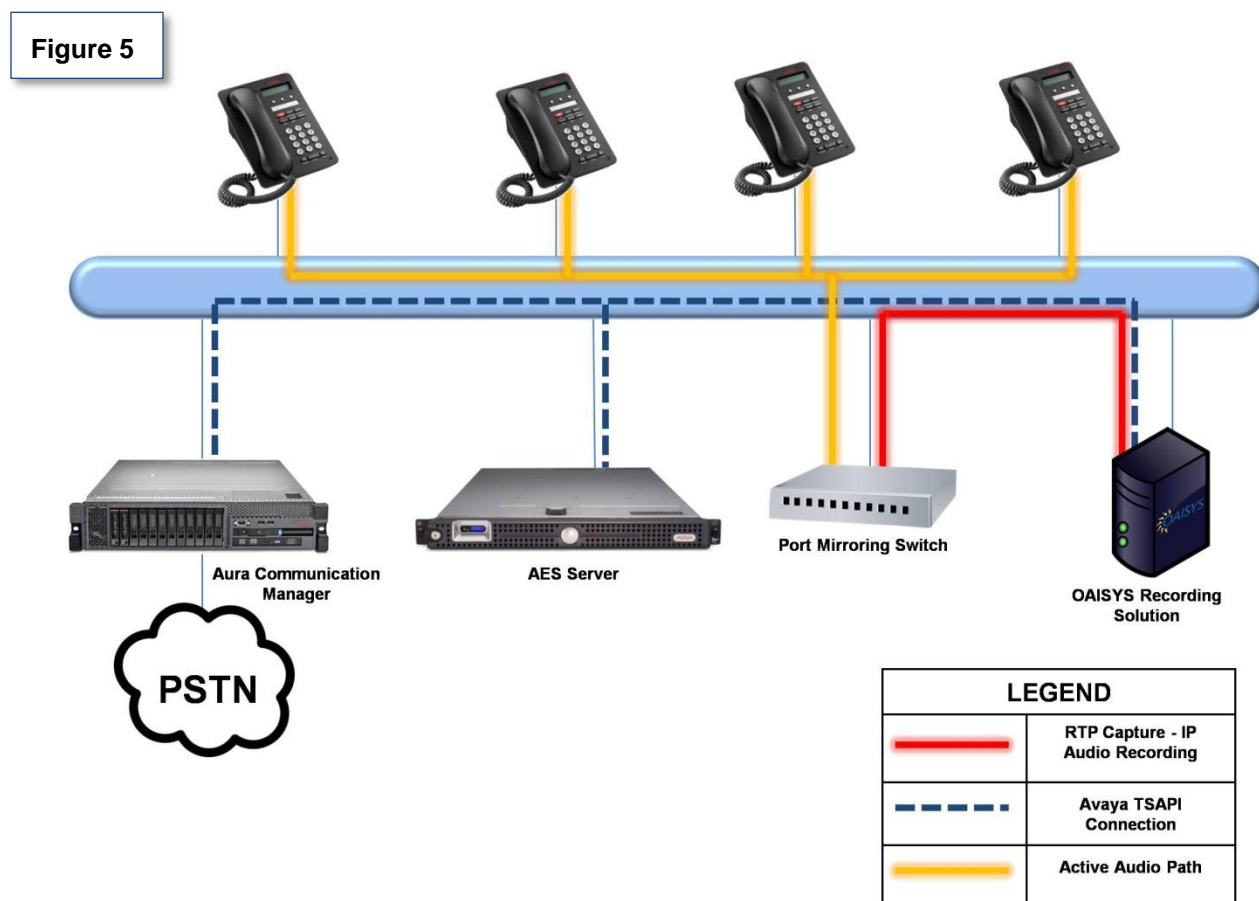 Figure 5
Aura Communication
Manager
AES Server
Port Mirroring Switch
OAISYS
OAISYS Recording
Solution
PSTN
LEGEND
RTP Capture - IP
Audio Recording
Avaya TSAPI
Connection
Active Audio Path